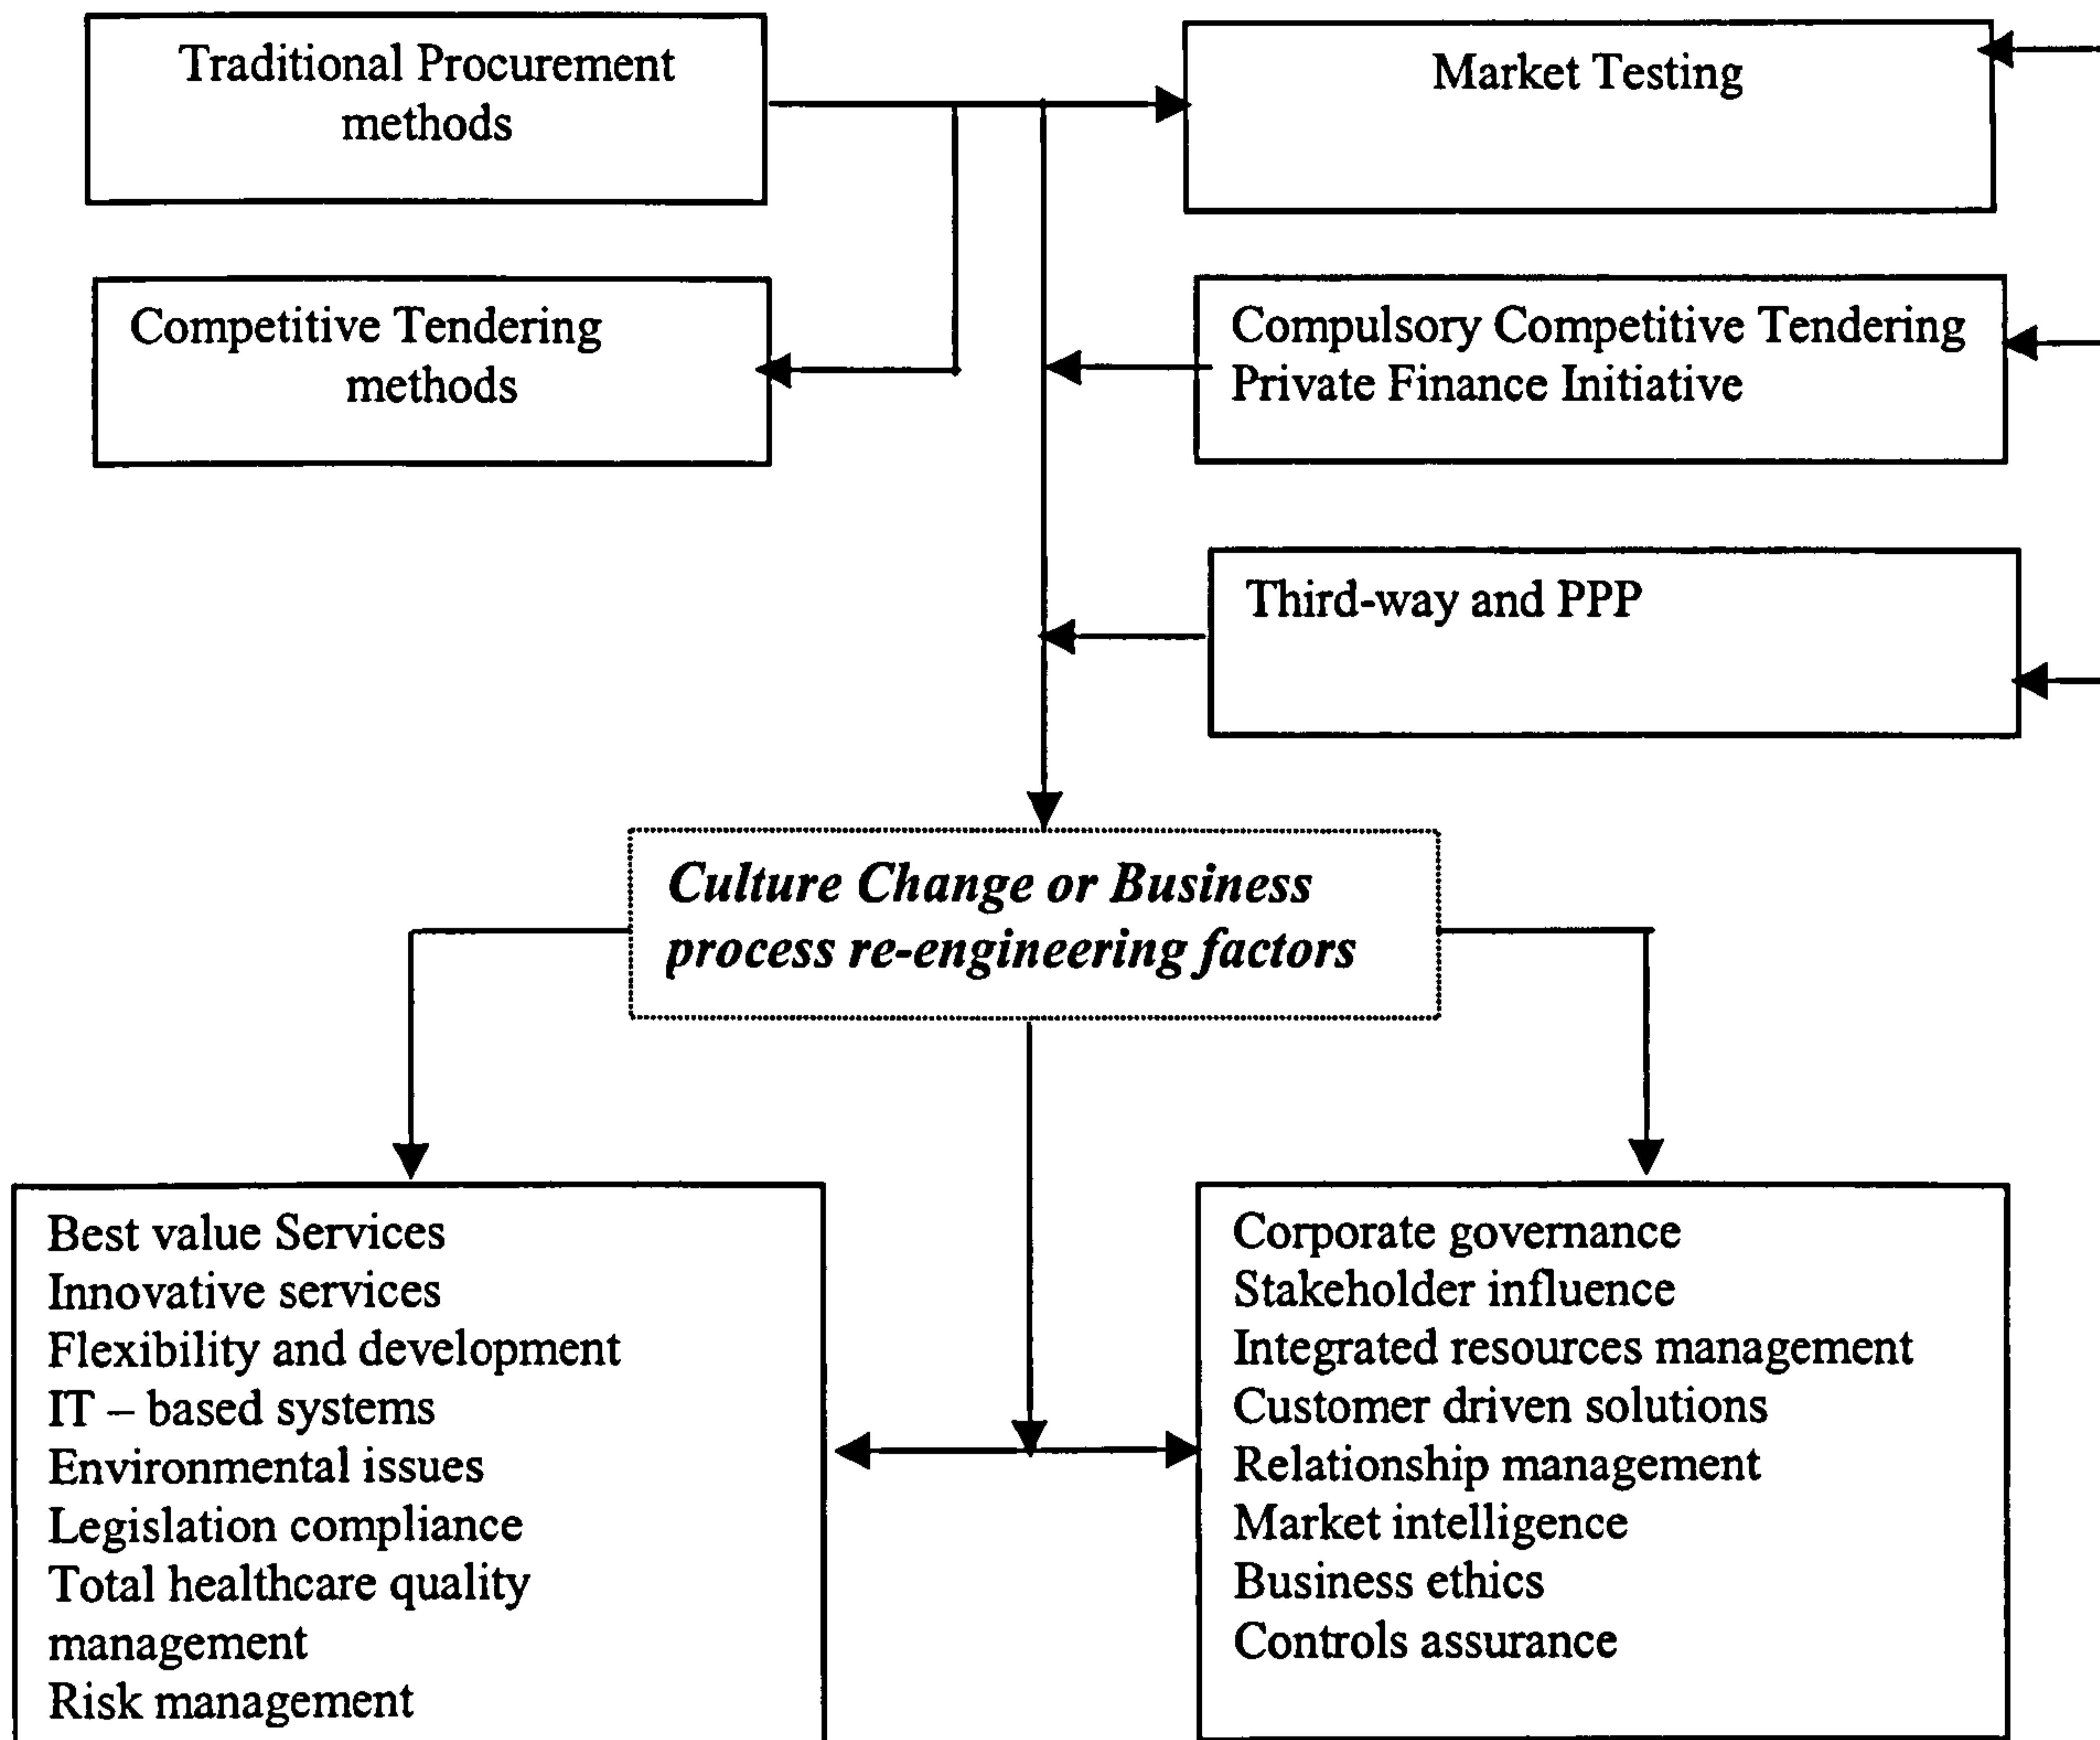 Traditional Procurement
methods
Market Testing
Competitive Tendering
methods
Compulsory Competitive Tendering
Private Finance Initiative
Third-way and PPP
Culture Change or Business
process re-engineering factors
Best value Services
Innovative services
Flexibility and development
IT – based systems
Environmental issues
Legislation compliance
Total healthcare quality
management
Risk management
Corporate governance
Stakeholder influence
Integrated resources management
Customer driven solutions
Relationship management
Market intelligence
Business ethics
Controls assurance